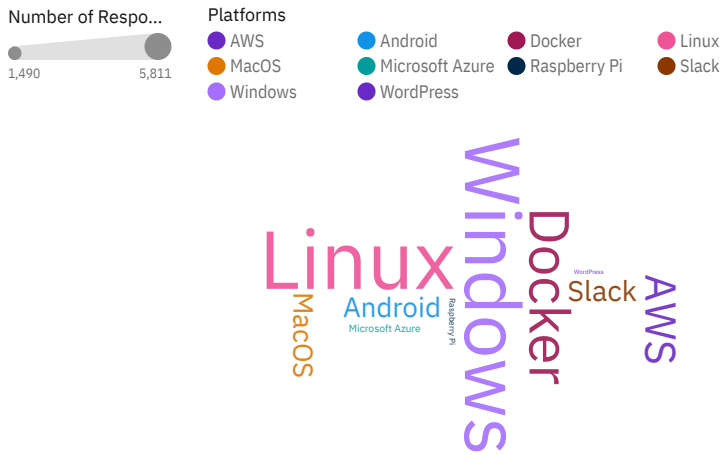 Number of Respo...
1,490 5,811
Platforms
AWS Android Docker Linux
MacOS Microsoft Azure Raspberry Pi Slack
Windows WordPress
Windows
Docker
Linux
WordPress
Slack
AWS
MacOS
Android
Raspberry Pi
Microsoft Azure